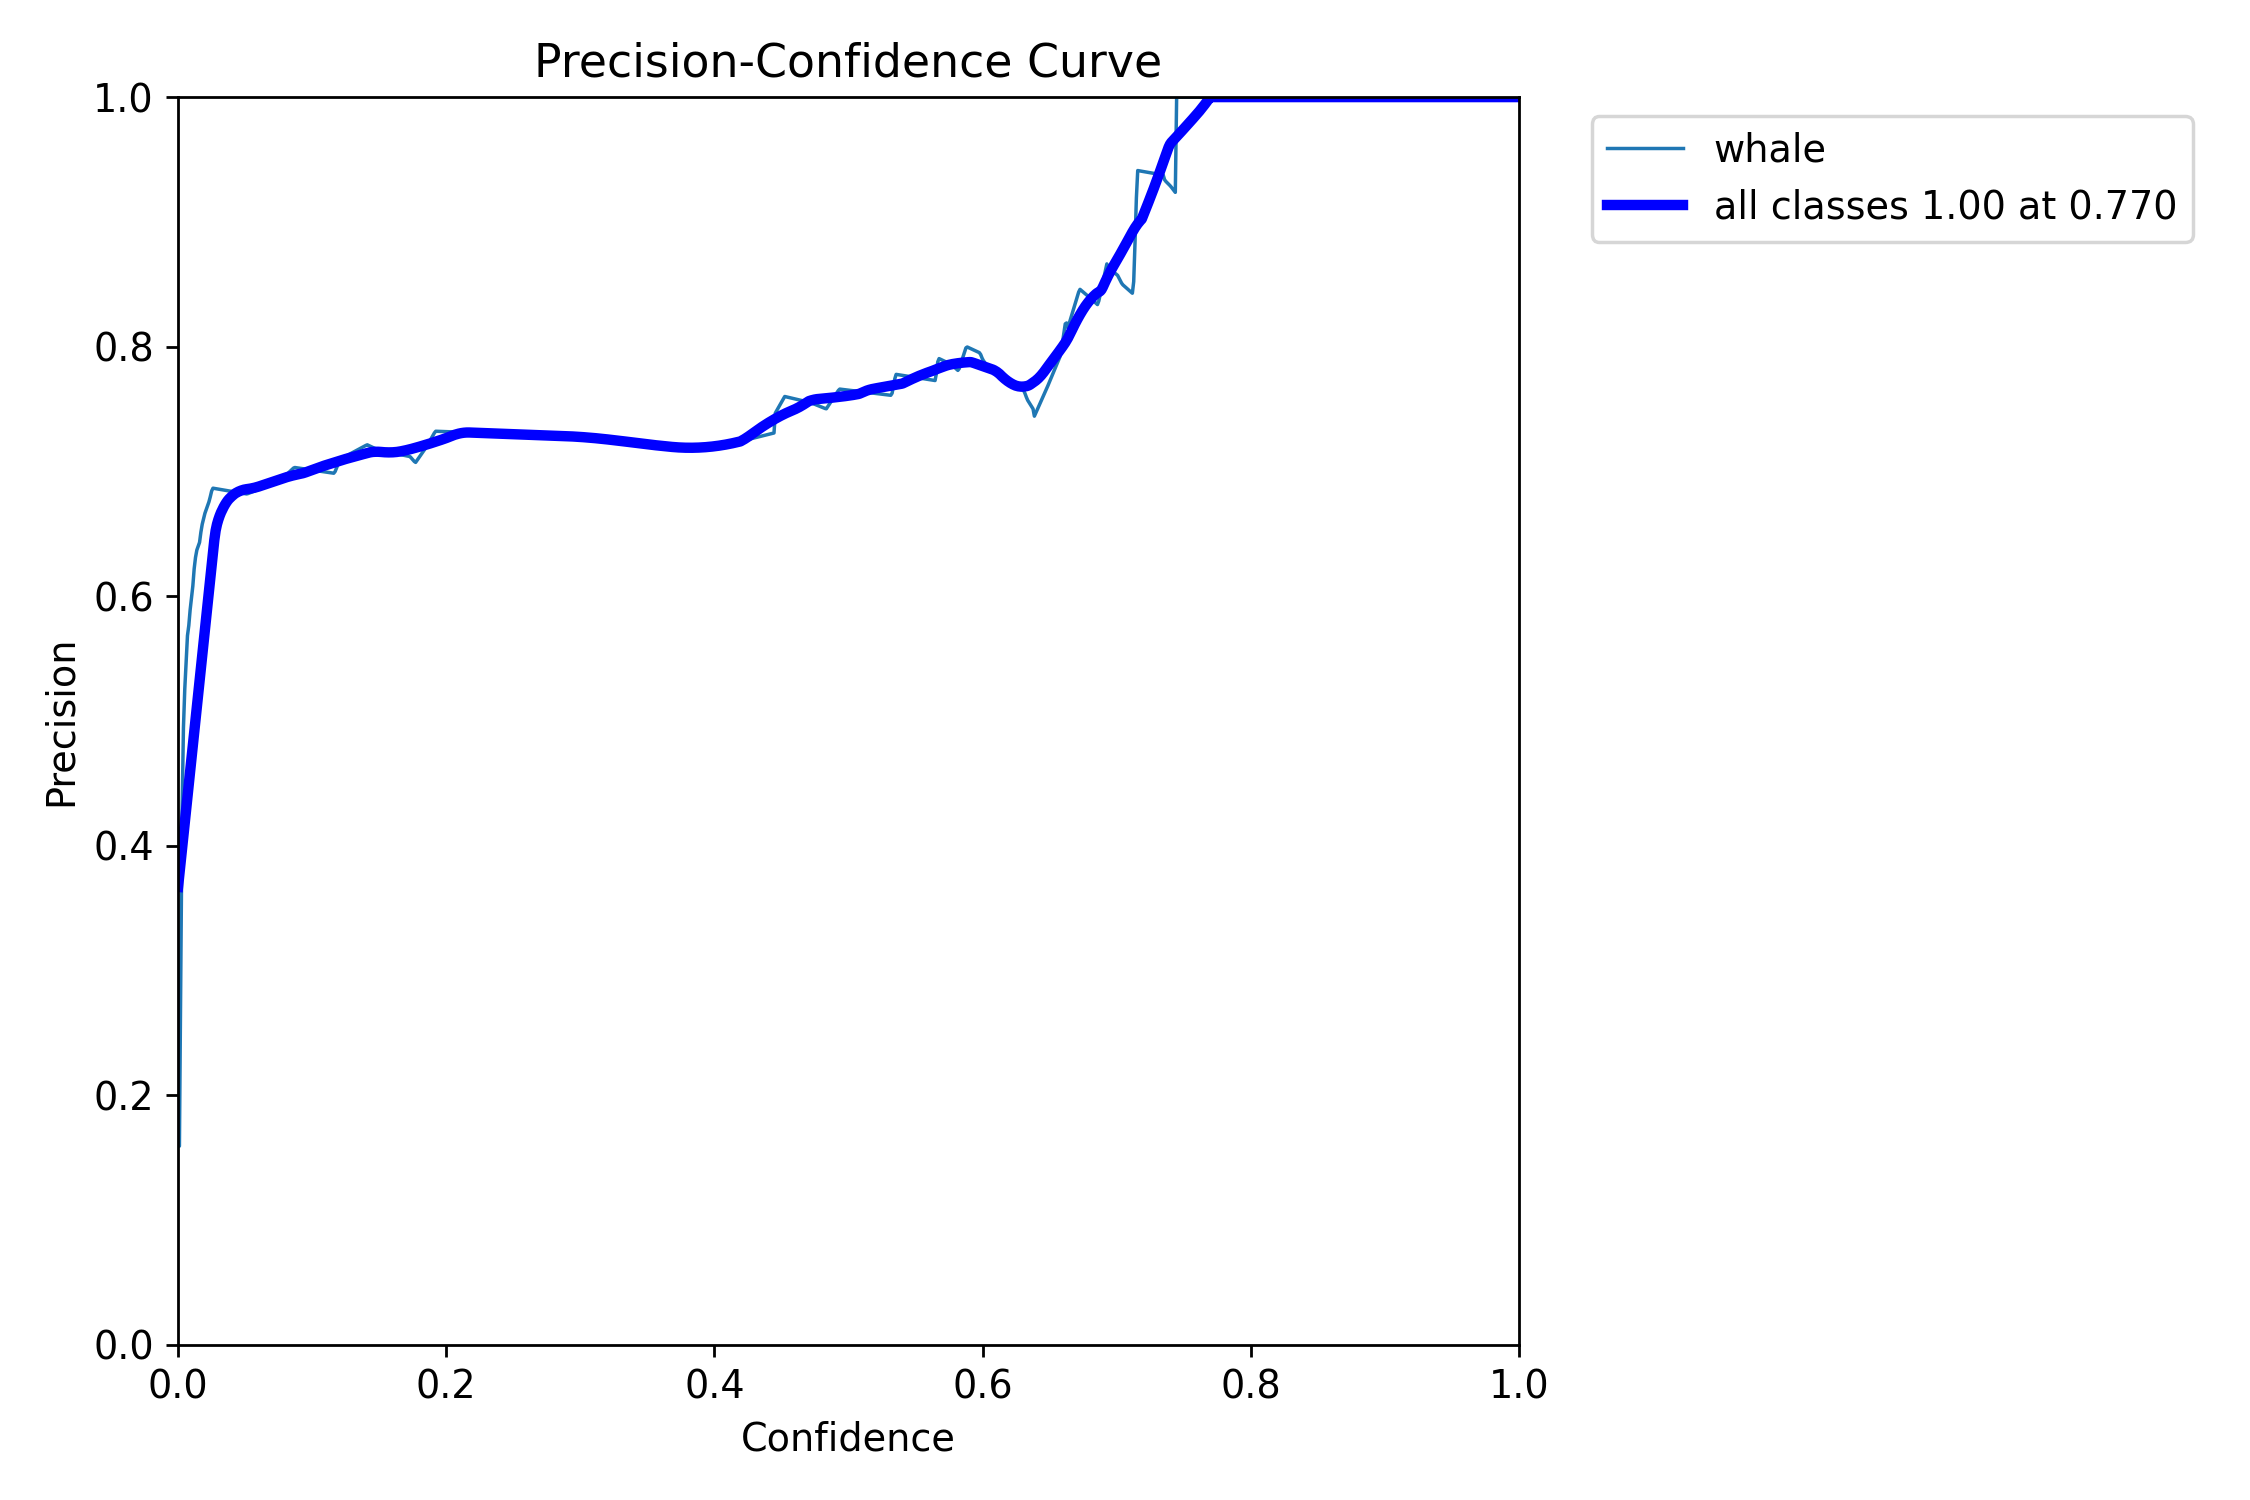 Precision-Confidence Curve
1.0
0.8
0.6
0.4
0.2
0.0
Precision
0.0 0.2 0.4 0.6 0.8 1.0
Confidence
whale
all classes 1.00 at 0.770